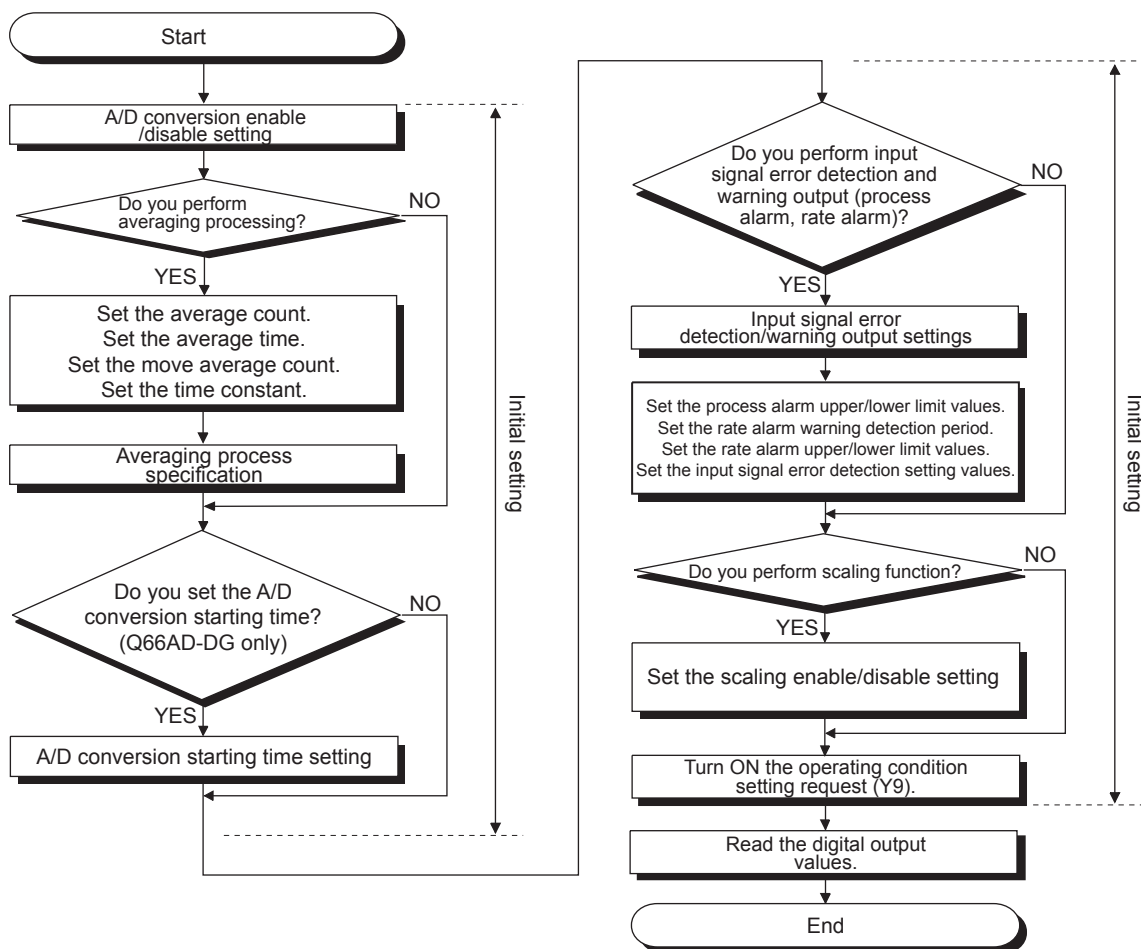 Start
A/D conversion enable
/disable setting
Do you perform
averaging processing?
NO
YES
Set the average count.
Set the average time.
Set the move average count.
Set the time constant.
Averaging process
specification
Do you set the A/D
conversion starting time?
(Q66AD-DG only)
NO
YES
A/D conversion starting time setting
Initial setting
Do you perform input
signal error detection and
warning output (process
alarm, rate alarm)?
NO
YES
Input signal error
detection/warning output settings
Set the process alarm upper/lower limit values.
Set the rate alarm warning detection period.
Set the rate alarm upper/lower limit values.
Set the input signal error detection setting values.
Do you perform scaling function?
NO
YES
Set the scaling enable/disable setting
Turn ON the operating condition
setting request (Y9).
Initial setting
Read the digital output
values.
End